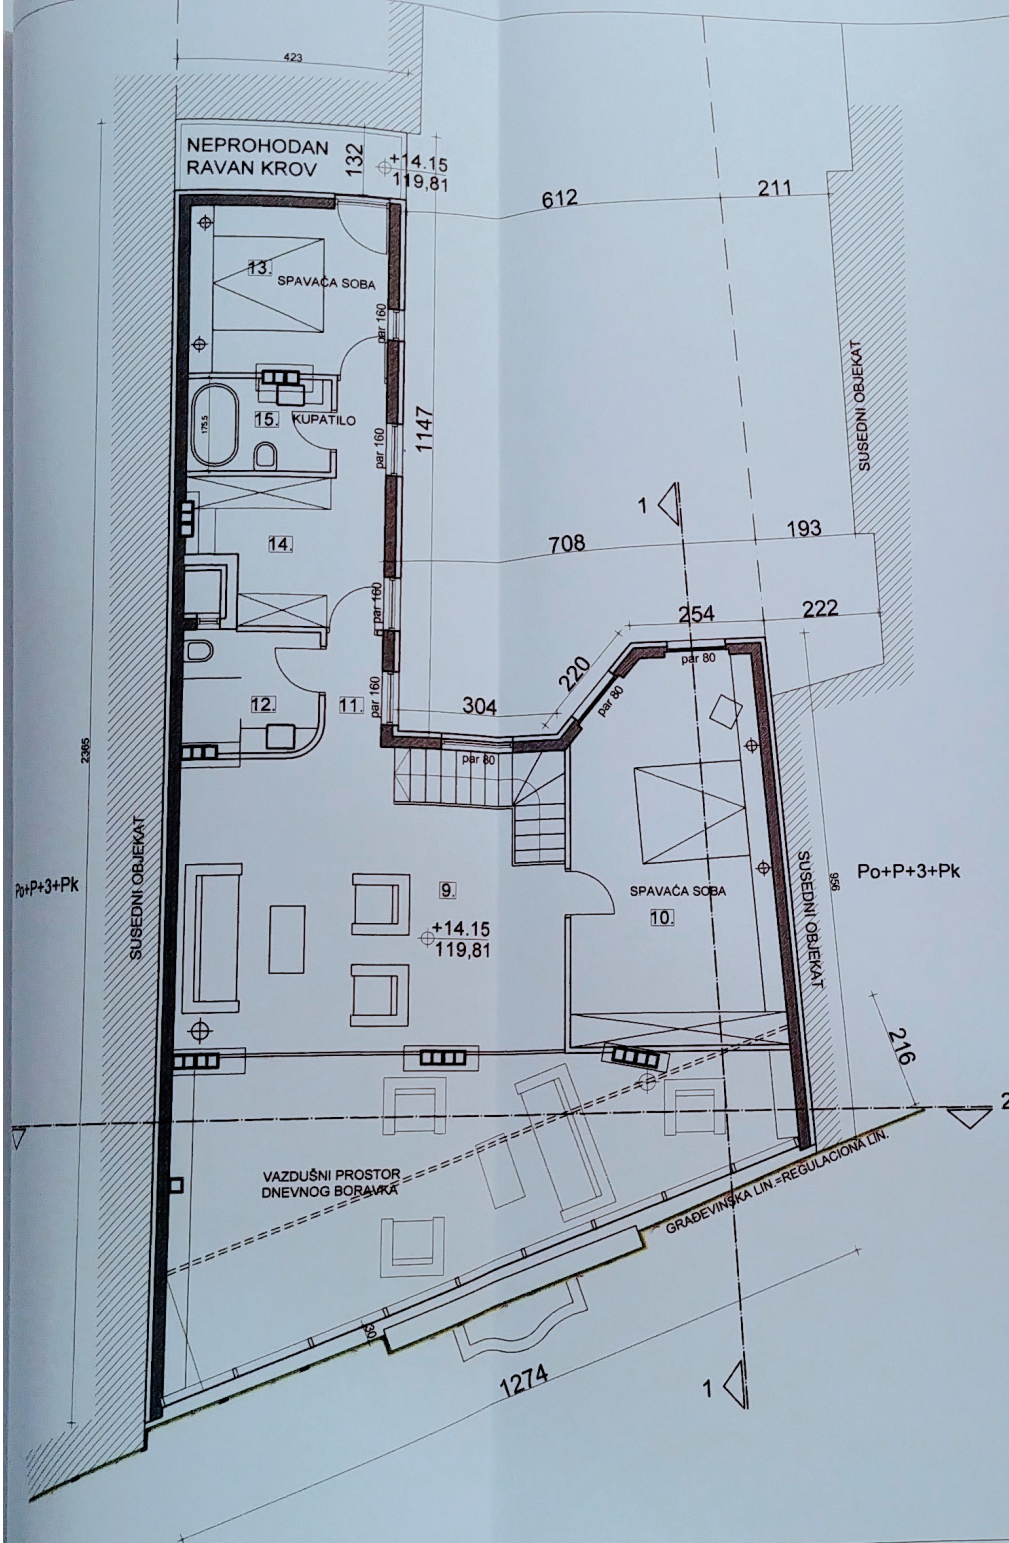 423
NEPROHODAN
RAVAN KROV
132
+14.15
119,81
612
211
13.
SPAVAĆA SOBA
par 160
SUSEDNI OBJEKAT
15.
KUPATILO
175.5
par 160
1147
1
14.
708
193
par 160
254
222
220
par 80
par 80
12.
11.
par 160
304
par 80
2365
SUSEDNI OBJEKAT
Po+P+3+Pk
9.
+14.15
119,81
SPAVAĆA SOBA
10.
SUSEDNI OBJEKAT
956
Po+P+3+Pk
216
2
VAZDUŠNI PROSTOR
DNEVNOG BORAVKA
GRAĐEVINSKA LIN.=REGULACIONA LIN.
30
1274
1